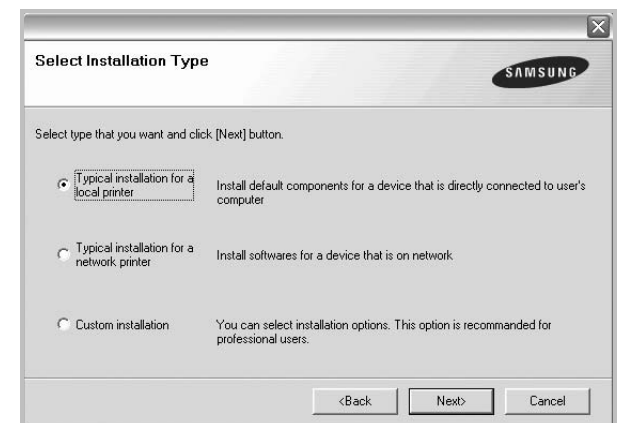 Select Installation Type
SAMSUNG
Select type that you want and click [Next] button.
Typical installation for a
local printer
Install default components for a device that is directly connected to user's
computer
Typical installation for a
network printer
Install softwares for a device that is on network
Custom installation
You can select installation options. This option is recommanded for
professional users.
<Back
Next>
Cancel